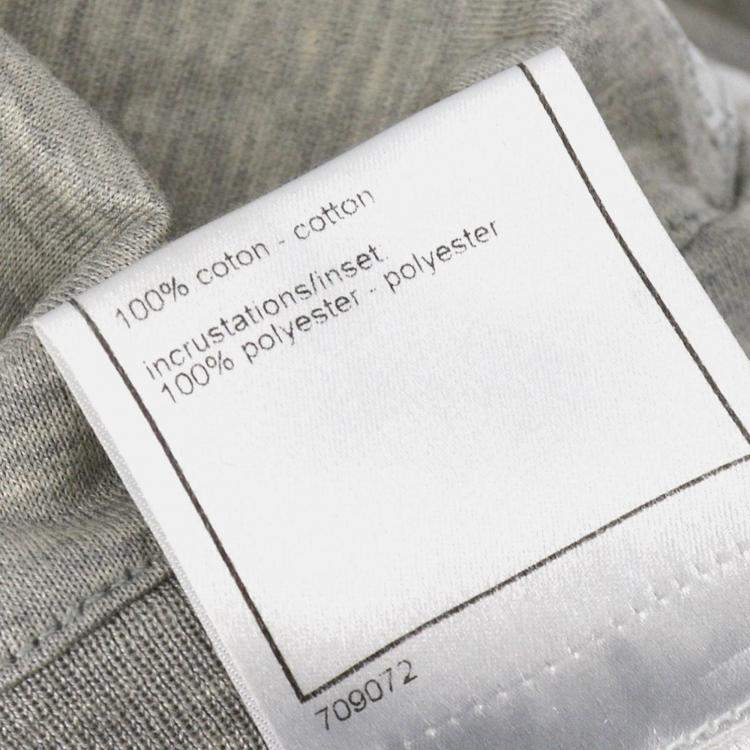 100% coton - cotton
incrustations/inset:
100% polyester - polyester
709072